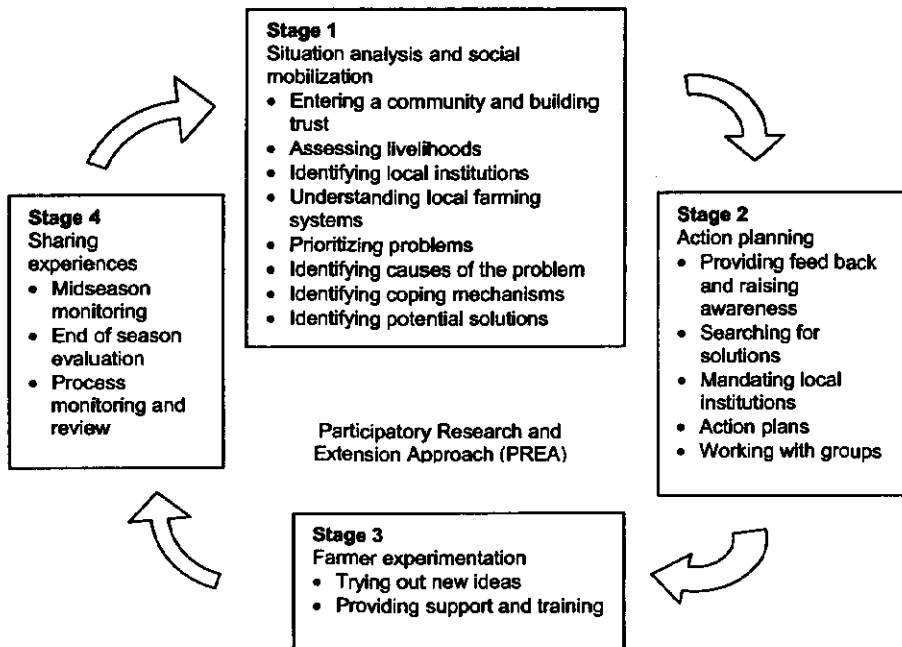 Stage 1
Situation analysis and social
mobilization
• Entering a community and building
trust
• Assessing livelihoods
• Identifying local institutions
• Understanding local farming
systems
• Prioritizing problems
• Identifying causes of the problem
• Identifying coping mechanisms
• Identifying potential solutions
Stage 2
Action planning
• Providing feed back
and raising
awareness
• Searching for
solutions
• Mandating local
institutions
• Action plans
• Working with groups
Stage 3
Farmer experimentation
• Trying out new ideas
• Providing support and training
Stage 4
Sharing
experiences
• Midseason
monitoring
• End of season
evaluation
• Process
monitoring and
review
Participatory Research and
Extension Approach (PREA)